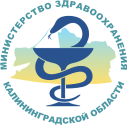 МИНИСТЕРСТВО ЗДРАВООХРАНЕНИЯ
КАЛИНИНГРАДСКОЙ ОБЛАСТИ